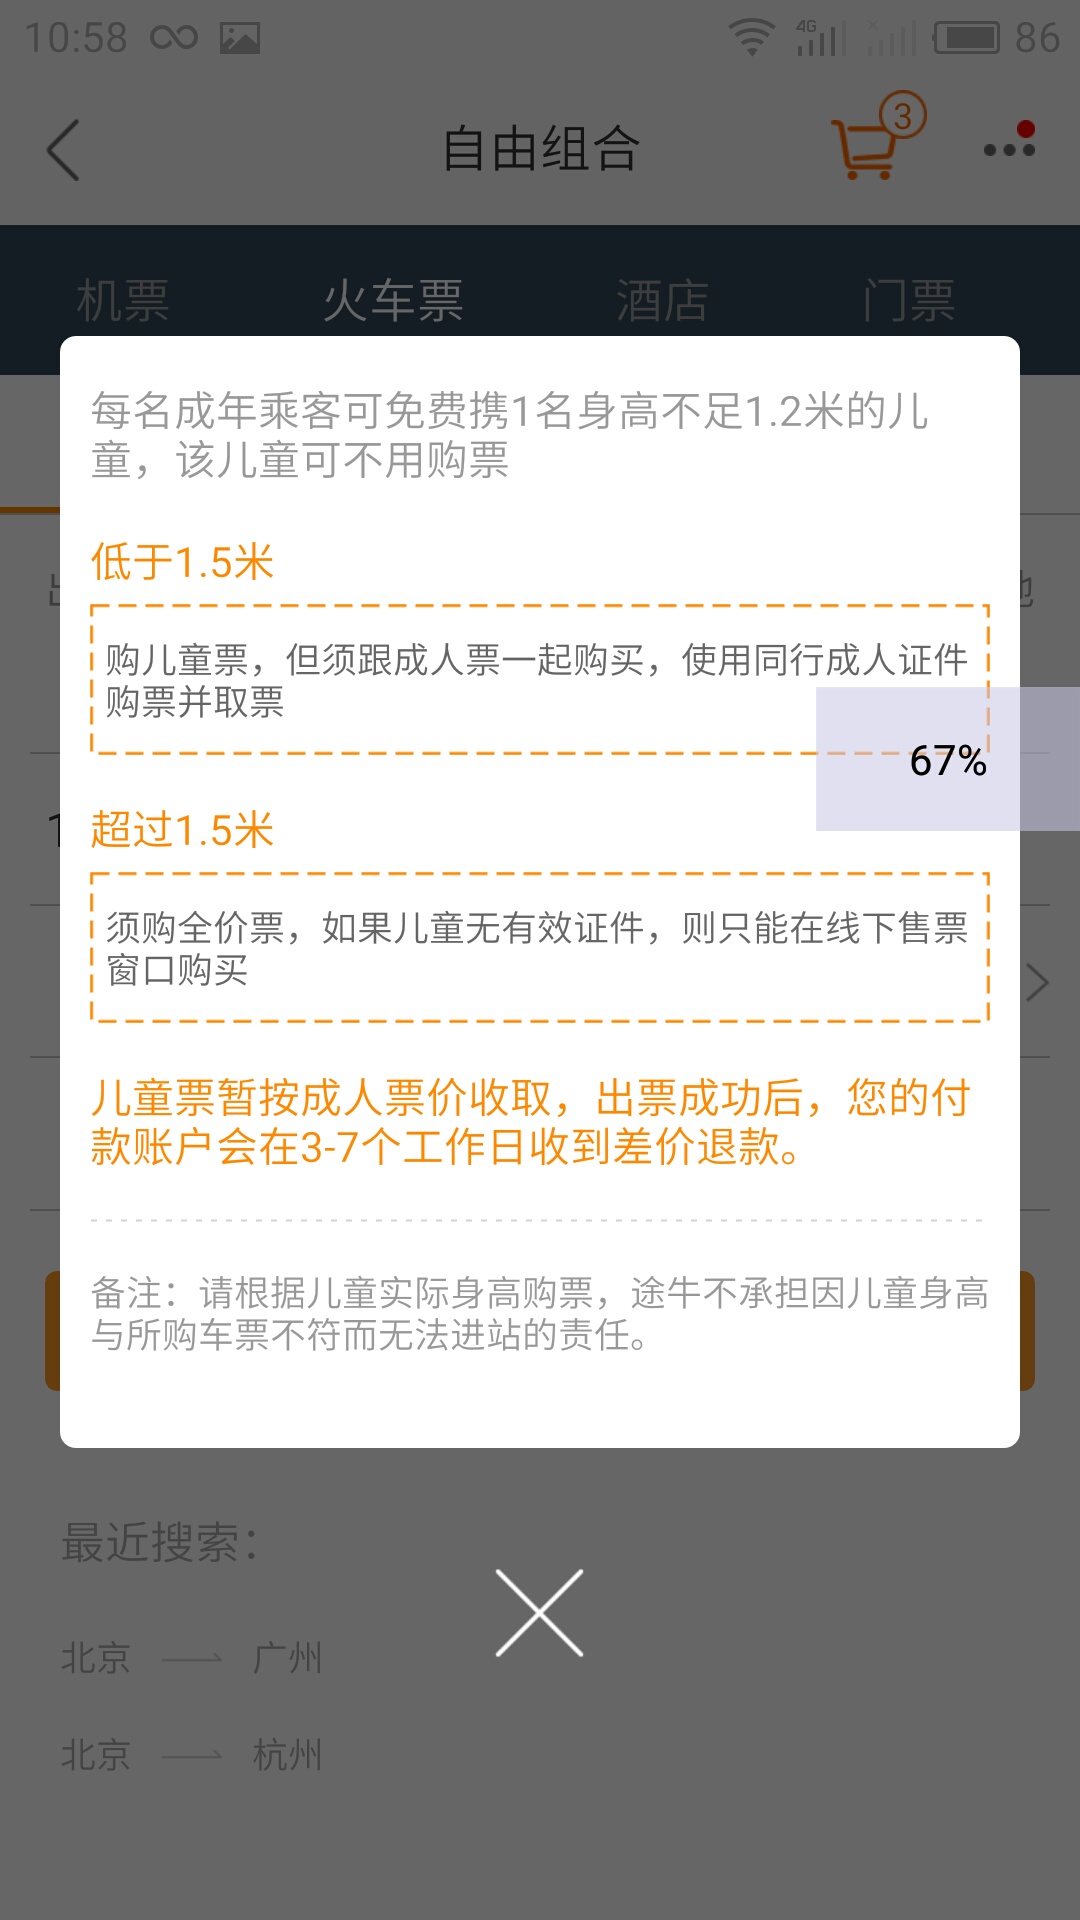 10:58
4G
86
自由组合
3
机票 火车票 酒店 门票
每名成年乘客可免费携1名身高不足1.2米的儿
童，该儿童可不用购票
低于1.5米
购儿童票，但须跟成人票一起购买，使用同行成人证件
购票并取票
67%
超过1.5米
须购全价票，如果儿童无有效证件，则只能在线下售票
窗口购买
儿童票暂按成人票价收取，出票成功后，您的付
款账户会在3-7个工作日收到差价退款。
备注：请根据儿童实际身高购票，途牛不承担因儿童身高
与所购车票不符而无法进站的责任。
最近搜索：
北京 广州
北京 杭州